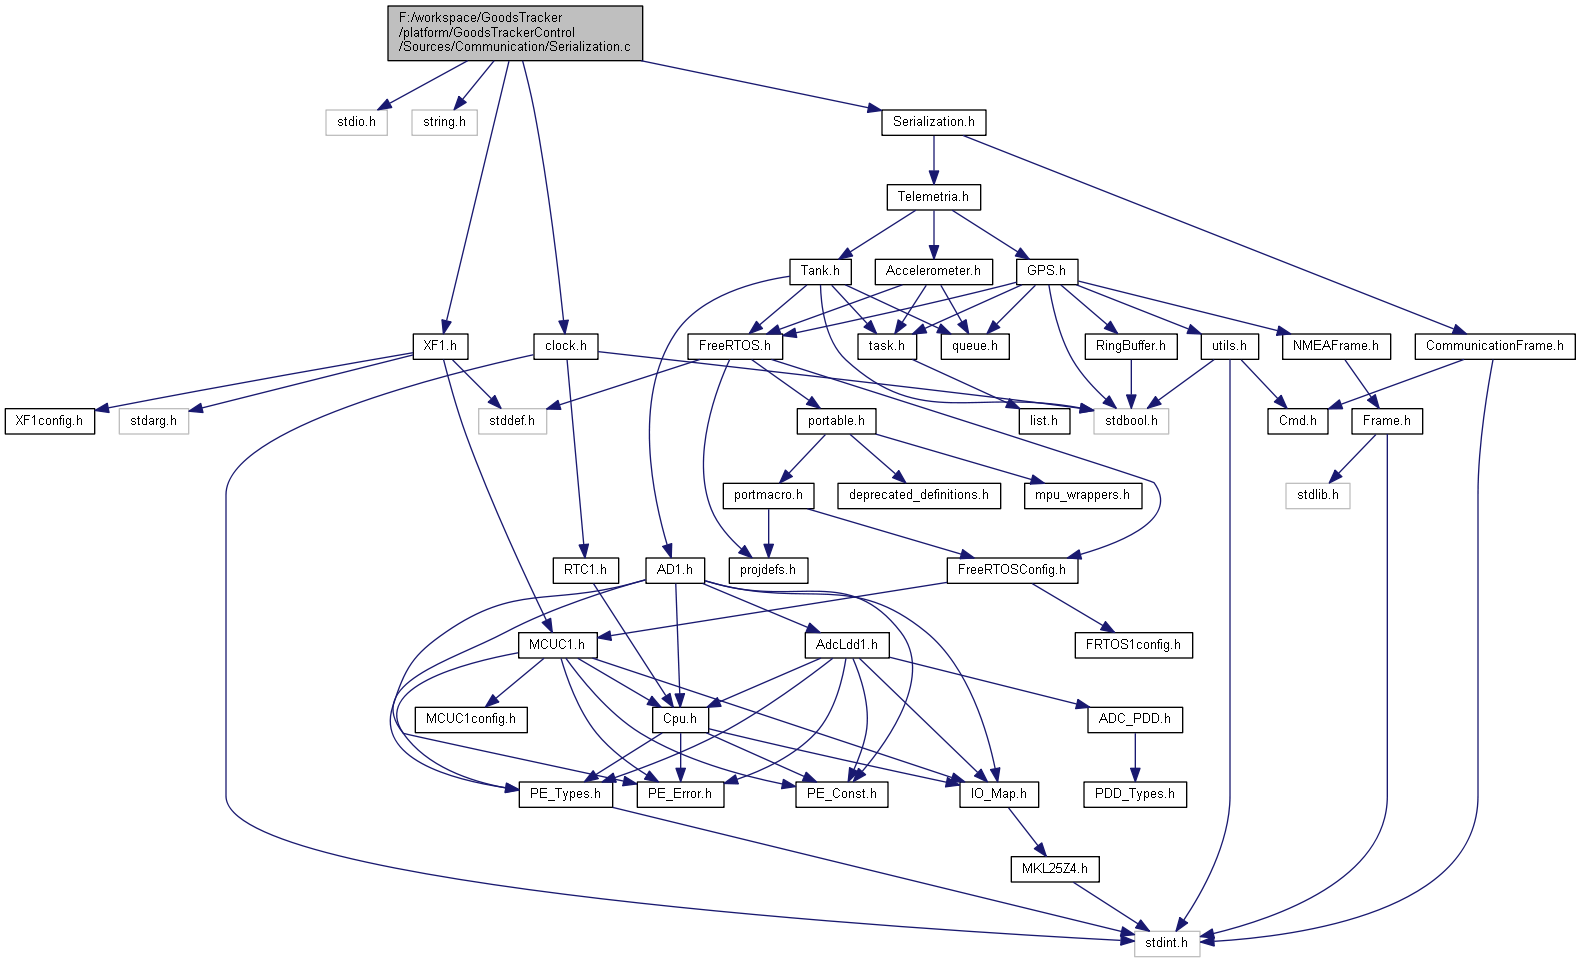 F:/workspace/GoodsTracker
/platform/GoodsTrackerControl
/Sources/Communication/Serialization.c
stdio.h
string.h
Serialization.h
Telemetria.h
Tank.h
Accelerometer.h
GPS.h
XF1.h
clock.h
FreeRTOS.h
task.h
queue.h
RingBuffer.h
utils.h
NMEAFrame.h
CommunicationFrame.h
XF1config.h
stdarg.h
stddef.h
portable.h
list.h
stdbool.h
Cmd.h
Frame.h
portmacro.h
deprecated_definitions.h
mpu_wrappers.h
stdlib.h
RTC1.h
AD1.h
projdefs.h
FreeRTOSConfig.h
MCUC1.h
AdcLdd1.h
FRTOS1config.h
MCUC1config.h
Cpu.h
ADC_PDD.h
PE_Types.h
PE_Error.h
PE_Const.h
IO_Map.h
PDD_Types.h
MKL25Z4.h
stdint.h